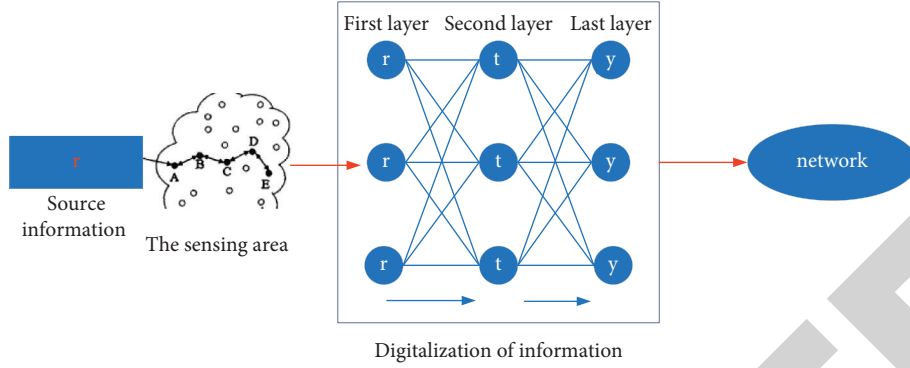 First layer Second layer Last layer
r t y
r
A
B
C
D
E
r t y
network
Source
information
The sensing area
r t y
Digitalization of information